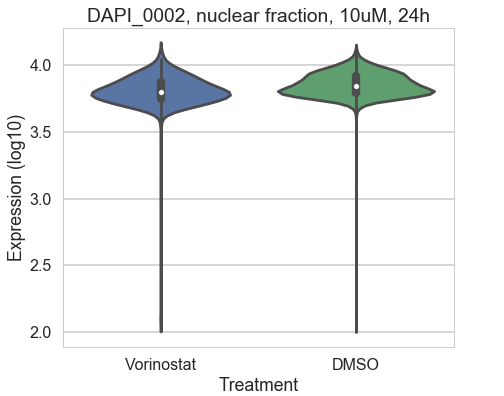 DAPI_0002, nuclear fraction, 10uM, 24h
Expression (log10)
4.0
3.5
3.0
2.5
2.0
Vorinostat
DMSO
Treatment